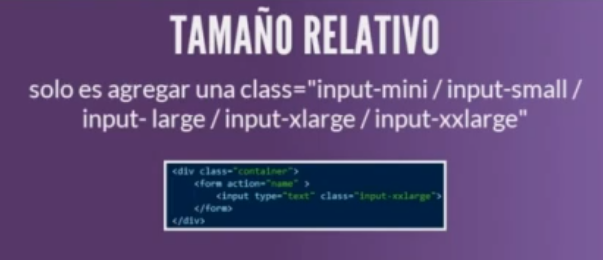 TAMAÑO RELATIVO
solo es agregar una class="input-mini / input-small /
input- large / input-xlarge / input-xxlarge"
<div class="container">
<form action="name" >
<input type="text" class="input-xxlarge">
</form>
</div>